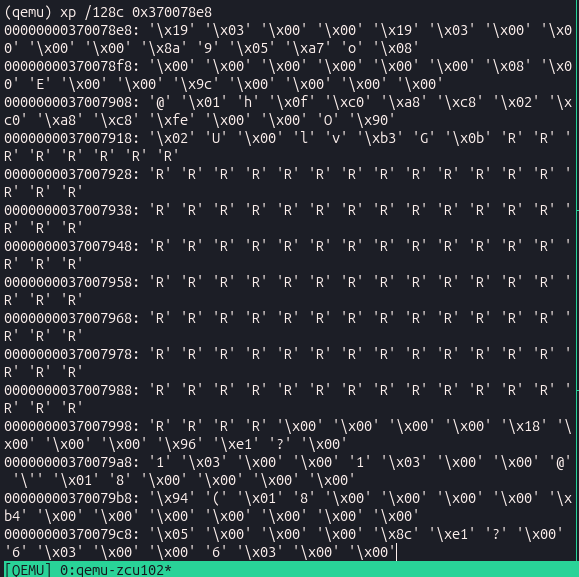 (qemu) xp /128c 0x370078e8
00000000370078e8: '\x19' '\x03' '\x00' '\x00' '\x19' '\x03' '\x00' '\x0
0' '\x00' '\x00' '\x8a' '9' '\x05' '\xa7' 'o' '\x08'
00000000370078f8: '\x00' '\x00' '\x00' '\x00' '\x00' '\x00' '\x08' '\x0
0' 'E' '\x00' '\x00' '\x9c' '\x00' '\x00' '\x00' '\x00'
0000000037007908: '@' '\x01' 'h' '\x0f' '\xc0' '\xa8' '\xc8' '\x02' '\x
c0' '\xa8' '\xc8' '\xfe' '\x00' '\x00' 'O' '\x90'
0000000037007918: '\x02' 'U' '\x00' 'l' 'v' '\xb3' 'G' '\x0b' 'R' 'R' '
R' 'R' 'R' 'R' 'R' 'R'
0000000037007928: 'R' 'R' 'R' 'R' 'R' 'R' 'R' 'R' 'R' 'R' 'R' 'R' 'R' '
R' 'R' 'R'
0000000037007938: 'R' 'R' 'R' 'R' 'R' 'R' 'R' 'R' 'R' 'R' 'R' 'R' 'R' '
R' 'R' 'R'
0000000037007948: 'R' 'R' 'R' 'R' 'R' 'R' 'R' 'R' 'R' 'R' 'R' 'R' 'R' '
R' 'R' 'R'
0000000037007958: 'R' 'R' 'R' 'R' 'R' 'R' 'R' 'R' 'R' 'R' 'R' 'R' 'R' '
R' 'R' 'R'
0000000037007968: 'R' 'R' 'R' 'R' 'R' 'R' 'R' 'R' 'R' 'R' 'R' 'R' 'R' '
R' 'R' 'R'
0000000037007978: 'R' 'R' 'R' 'R' 'R' 'R' 'R' 'R' 'R' 'R' 'R' 'R' 'R' '
R' 'R' 'R'
0000000037007988: 'R' 'R' 'R' 'R' 'R' 'R' 'R' 'R' 'R' 'R' 'R' 'R' 'R' '
R' 'R' 'R'
0000000037007998: 'R' 'R' 'R' 'R' '\x00' '\x00' '\x00' '\x00' '\x18' '\
x00' '\x00' '\x00' '\x96' '\xe1' '?' '\x00'
00000000370079a8: '1' '\x03' '\x00' '\x00' '1' '\x03' '\x00' '\x00' '@'
 '\'' '\x01' '8' '\x00' '\x00' '\x00' '\x00'
00000000370079b8: '\x94' '(' '\x01' '8' '\x00' '\x00' '\x00' '\x00' '\x
b4' '\x00' '\x00' '\x00' '\x00' '\x00' '\x00' '\x00'
00000000370079c8: '\x05' '\x00' '\x00' '\x00' '\x8c' '\xe1' '?' '\x00'
'6' '\x03' '\x00' '\x00' '6' '\x03' '\x00' '\x00'
[QEMU] 0:qemu-zcu102*